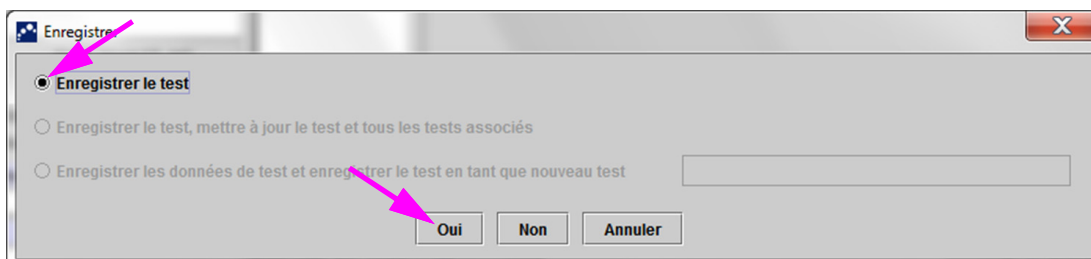 Enregistrer
Enregistrer le test
Enregistrer le test, mettre à jour le test et tous les tests associés
Enregistrer les données de test et enregistrer le test en tant que nouveau test
Oui Non Annuler